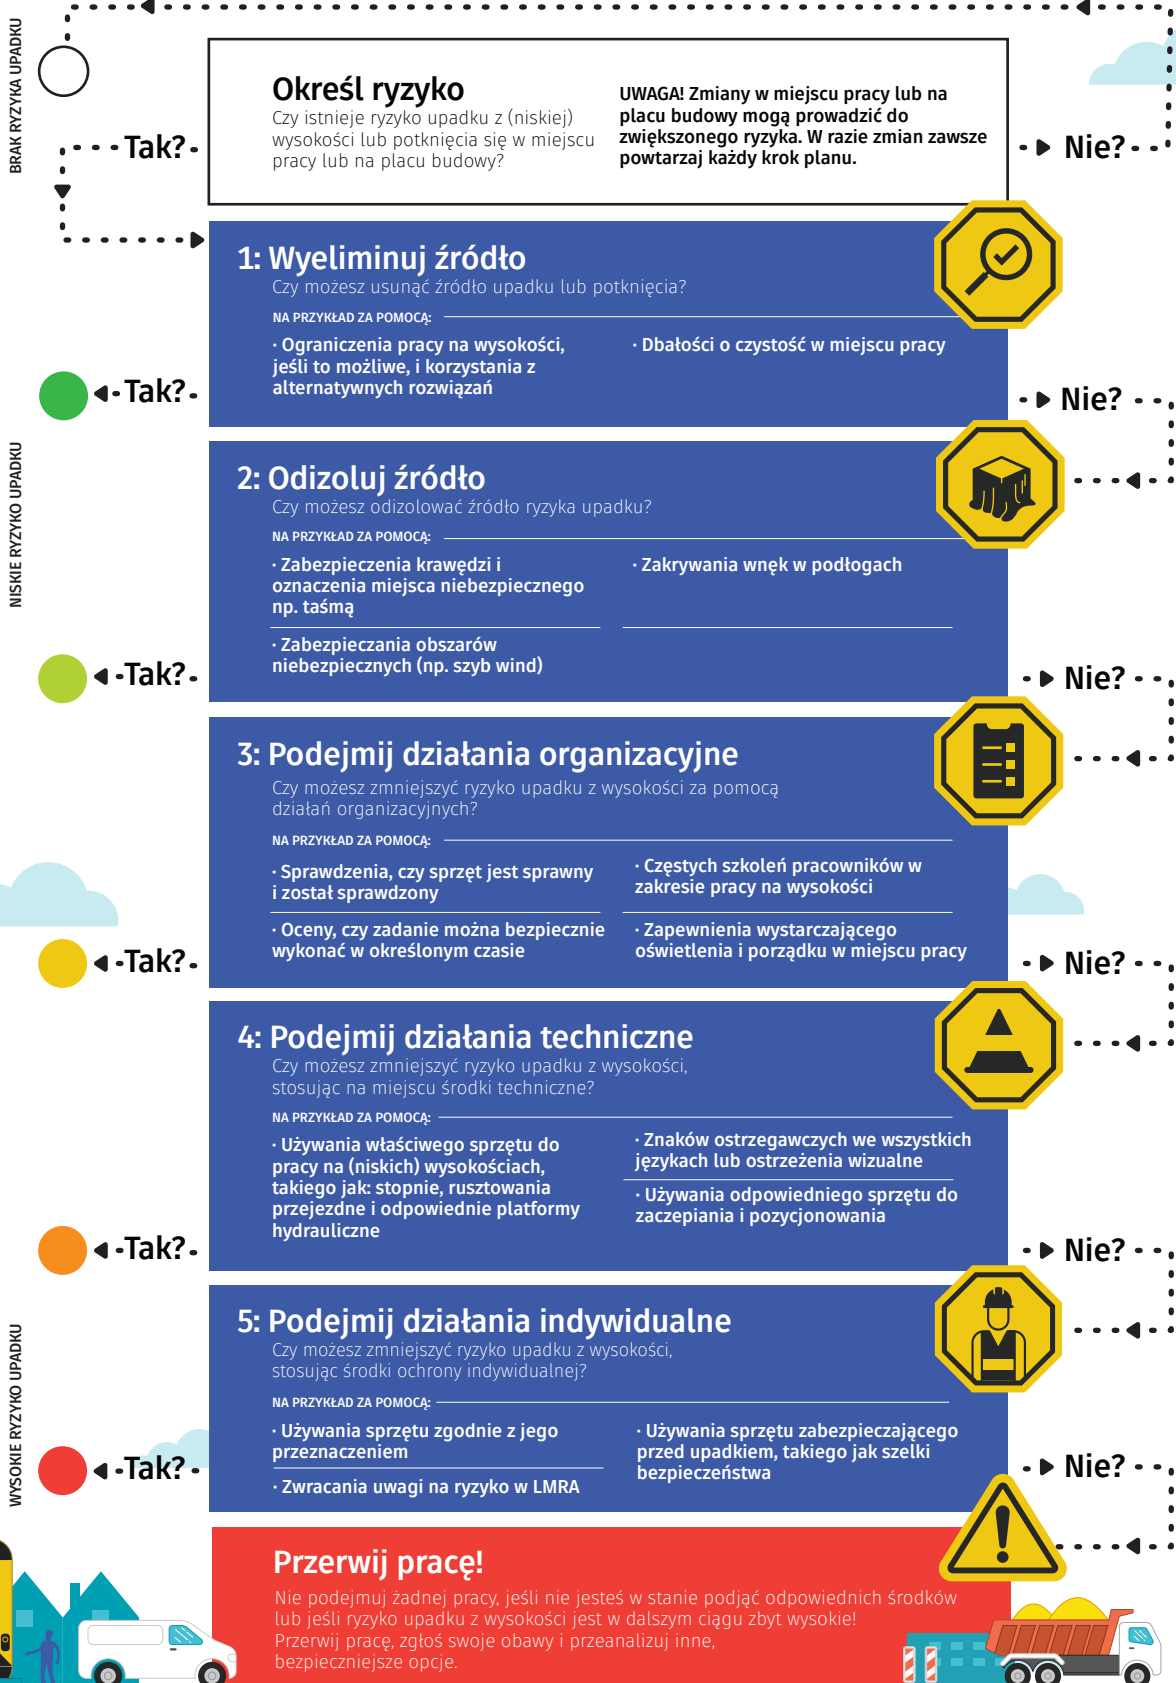 BRAK RYZYKA UPADKU
Określ ryzyko
Czy istnieje ryzyko upadku z (niskiej)
wysokości lub potknięcia się w miejscu
pracy lub na placu budowy?
UWAGA! Zmiany w miejscu pracy lub na
placu budowy mogą prowadzić do
zwiększonego ryzyka. W razie zmian zawsze
powtarzaj każdy krok planu.
Tak?
Nie?
1: Wyeliminuj źródło
Czy możesz usunąć źródło upadku lub potknięcia?
NA PRZYKŁAD ZA POMOCĄ:
· Ograniczenia pracy na wysokości,
jeśli to możliwe, i korzystania z
alternatywnych rozwiązań
· Dbałości o czystość w miejscu pracy
Tak?
Nie?
NISKIE RYZYKO UPADKU
2: Odizoluj źródło
Czy możesz odizolować źródło ryzyka upadku?
NA PRZYKŁAD ZA POMOCĄ:
· Zabezpieczenia krawędzi i
oznaczenia miejsca niebezpiecznego
np. taśmą
· Zakrywania wnęk w podłogach
· Zabezpieczania obszarów
niebezpiecznych (np. szyb wind)
Tak?
Nie?
3: Podejmij działania organizacyjne
Czy możesz zmniejszyć ryzyko upadku z wysokości za pomocą
działań organizacyjnych?
NA PRZYKŁAD ZA POMOCĄ:
· Sprawdzenia, czy sprzęt jest sprawny
i został sprawdzony
· Częstych szkoleń pracowników w
zakresie pracy na wysokości
· Oceny, czy zadanie można bezpiecznie
wykonać w określonym czasie
· Zapewnienia wystarczającego
oświetlenia i porządku w miejscu pracy
Tak?
Nie?
4: Podejmij działania techniczne
Czy możesz zmniejszyć ryzyko upadku z wysokości,
stosując na miejscu środki techniczne?
NA PRZYKŁAD ZA POMOCĄ:
· Używania właściwego sprzętu do
pracy na (niskich) wysokościach,
takiego jak: stopnie, rusztowania
przejezdne i odpowiednie platformy
hydrauliczne
· Znaków ostrzegawczych we wszystkich
językach lub ostrzeżenia wizualne
· Używania odpowiedniego sprzętu do
zaczepiania i pozycjonowania
Tak?
Nie?
WYSOKIE RYZYKO UPADKU
5: Podejmij działania indywidualne
Czy możesz zmniejszyć ryzyko upadku z wysokości,
stosując środki ochrony indywidualnej?
NA PRZYKŁAD ZA POMOCĄ:
· Używania sprzętu zgodnie z jego
przeznaczeniem
· Zwracania uwagi na ryzyko w LMRA
· Używania sprzętu zabezpieczającego
przed upadkiem, takiego jak szelki
bezpieczeństwa
Tak?
Nie?
Przerwij pracę!
Nie podejmuj żadnej pracy, jeśli nie jesteś w stanie podjąć odpowiednich środków
lub jeśli ryzyko upadku z wysokości jest w dalszym ciągu zbyt wysokie!
Przerwij pracę, zgłoś swoje obawy i przeanalizuj inne,
bezpieczniejsze opcje.